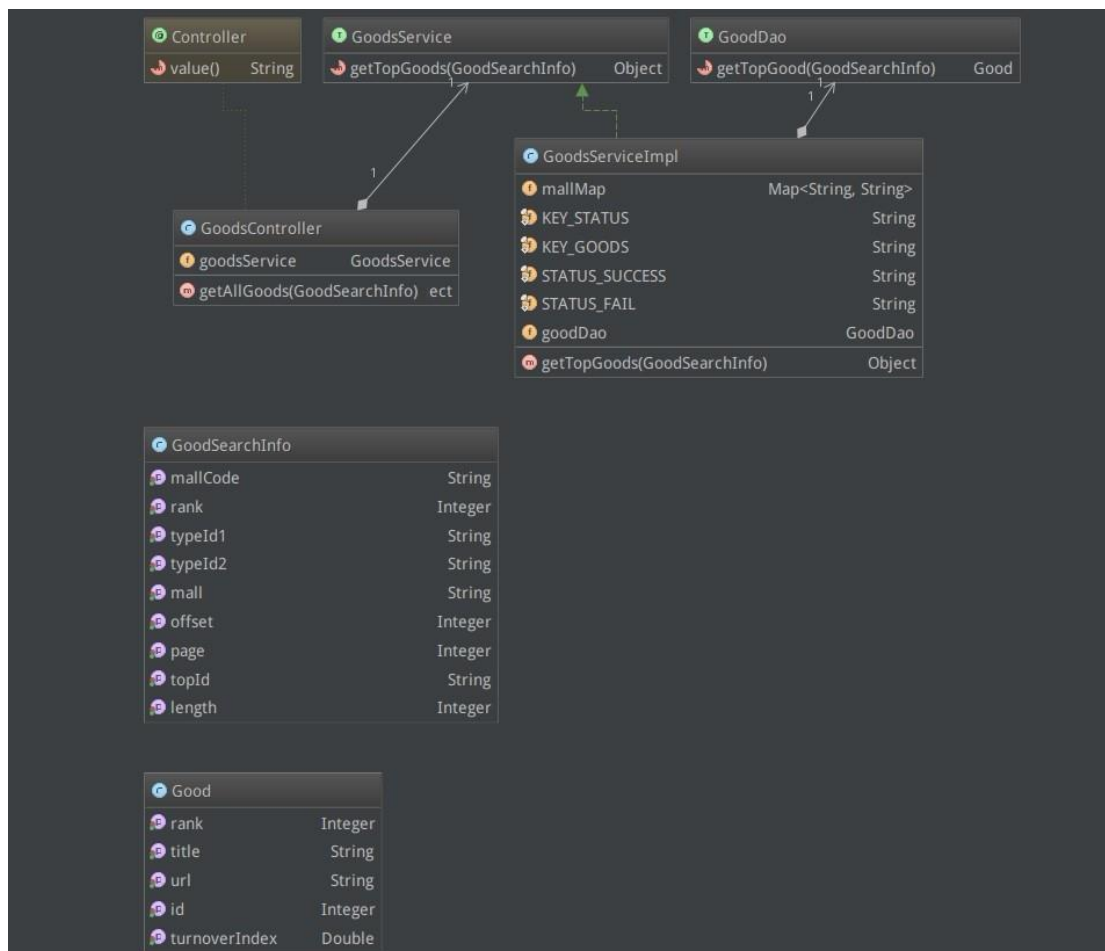 Controller
value() String
GoodsService
getTopGoods(GoodSearchInfo) Object
GoodDao
getTopGood(GoodSearchInfo) Good
1
1
1
1
GoodsServiceImpl
mallMap Map<String, String>
KEY_STATUS String
KEY_GOODS String
STATUS_SUCCESS String
STATUS_FAIL String
goodDao GoodDao
getTopGoods(GoodSearchInfo) Object
GoodsController
goodsService GoodsService
getAllGoods(GoodSearchInfo) ect
GoodSearchInfo
mallCode String
rank Integer
typeId1 String
typeId2 String
mall String
offset Integer
page Integer
topId String
length Integer
Good
rank Integer
title String
url String
id Integer
turnoverIndex Double